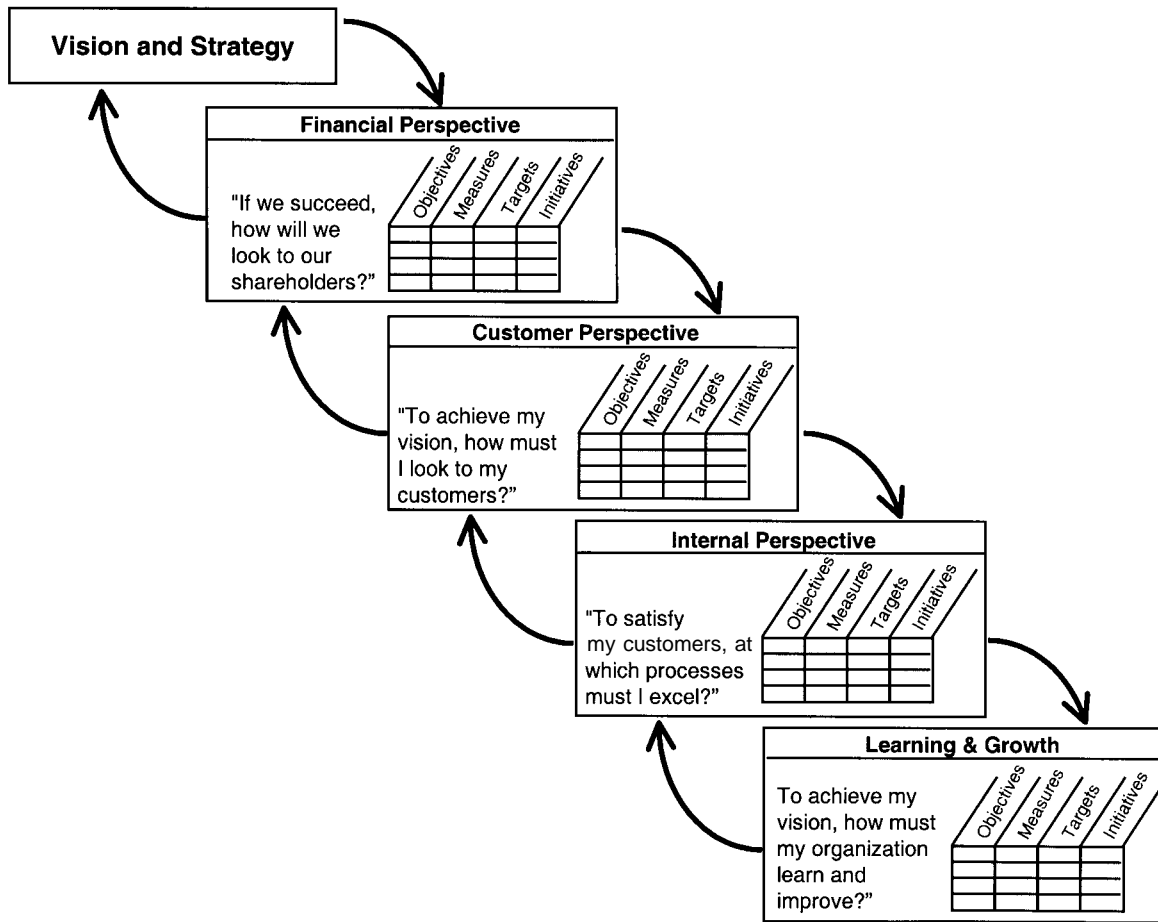 Vision and Strategy
Financial Perspective
"If we succeed,
how will we
look to our
shareholders?”
Objectives
Measures
Targets
Initiatives
Customer Perspective
"To achieve my
vision, how must
I look to my
customers?”
Objectives
Measures
Targets
Initiatives
Internal Perspective
"To satisfy
my customers, at
which processes
must I excel?”
Objectives
Measures
Targets
Initiatives
Learning & Growth
To achieve my
vision, how must
my organization
learn and
improve?”
Objectives
Measures
Targets
Initiatives